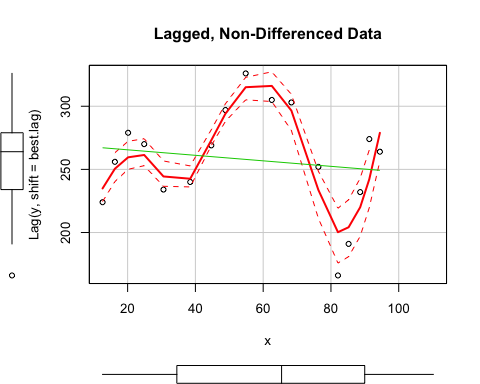 Lagged, Non-Differenced Data
Lag(y, shift = best.lag)
300
250
200
20 40 60 80 100
x